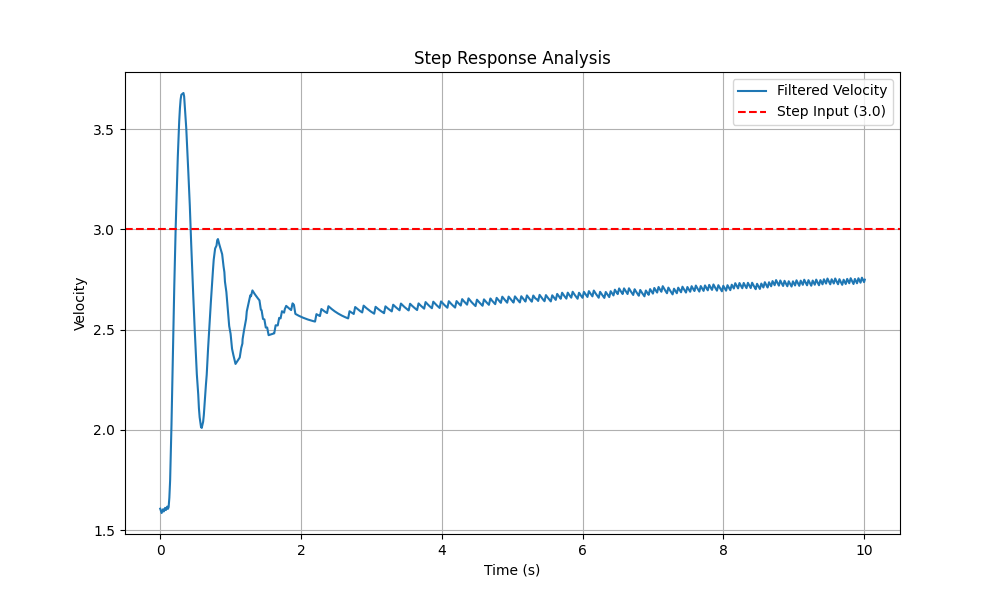 Step Response Analysis
Filtered Velocity
Step Input (3.0)
Velocity
3.5
3.0
2.5
2.0
1.5
0 2 4 6 8 10
Time (s)